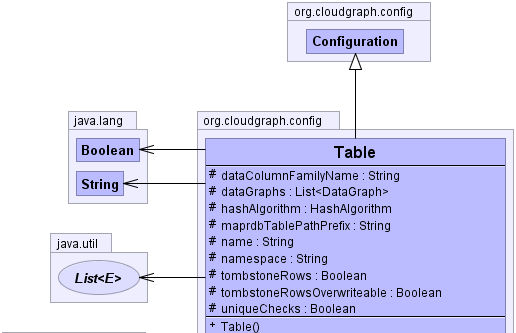 org.cloudgraph.config
Configuration
java.lang
Boolean
String
java.util
List<E>
org.cloudgraph.config
Table
# dataColumnFamilyName : String
# dataGraphs : List<DataGraph>
# hashAlgorithm : HashAlgorithm
# maprdbTablePathPrefix : String
# name : String
# namespace : String
# tombstoneRows : Boolean
# tombstoneRowsOverwriteable : Boolean
# uniqueChecks : Boolean
+ Table()